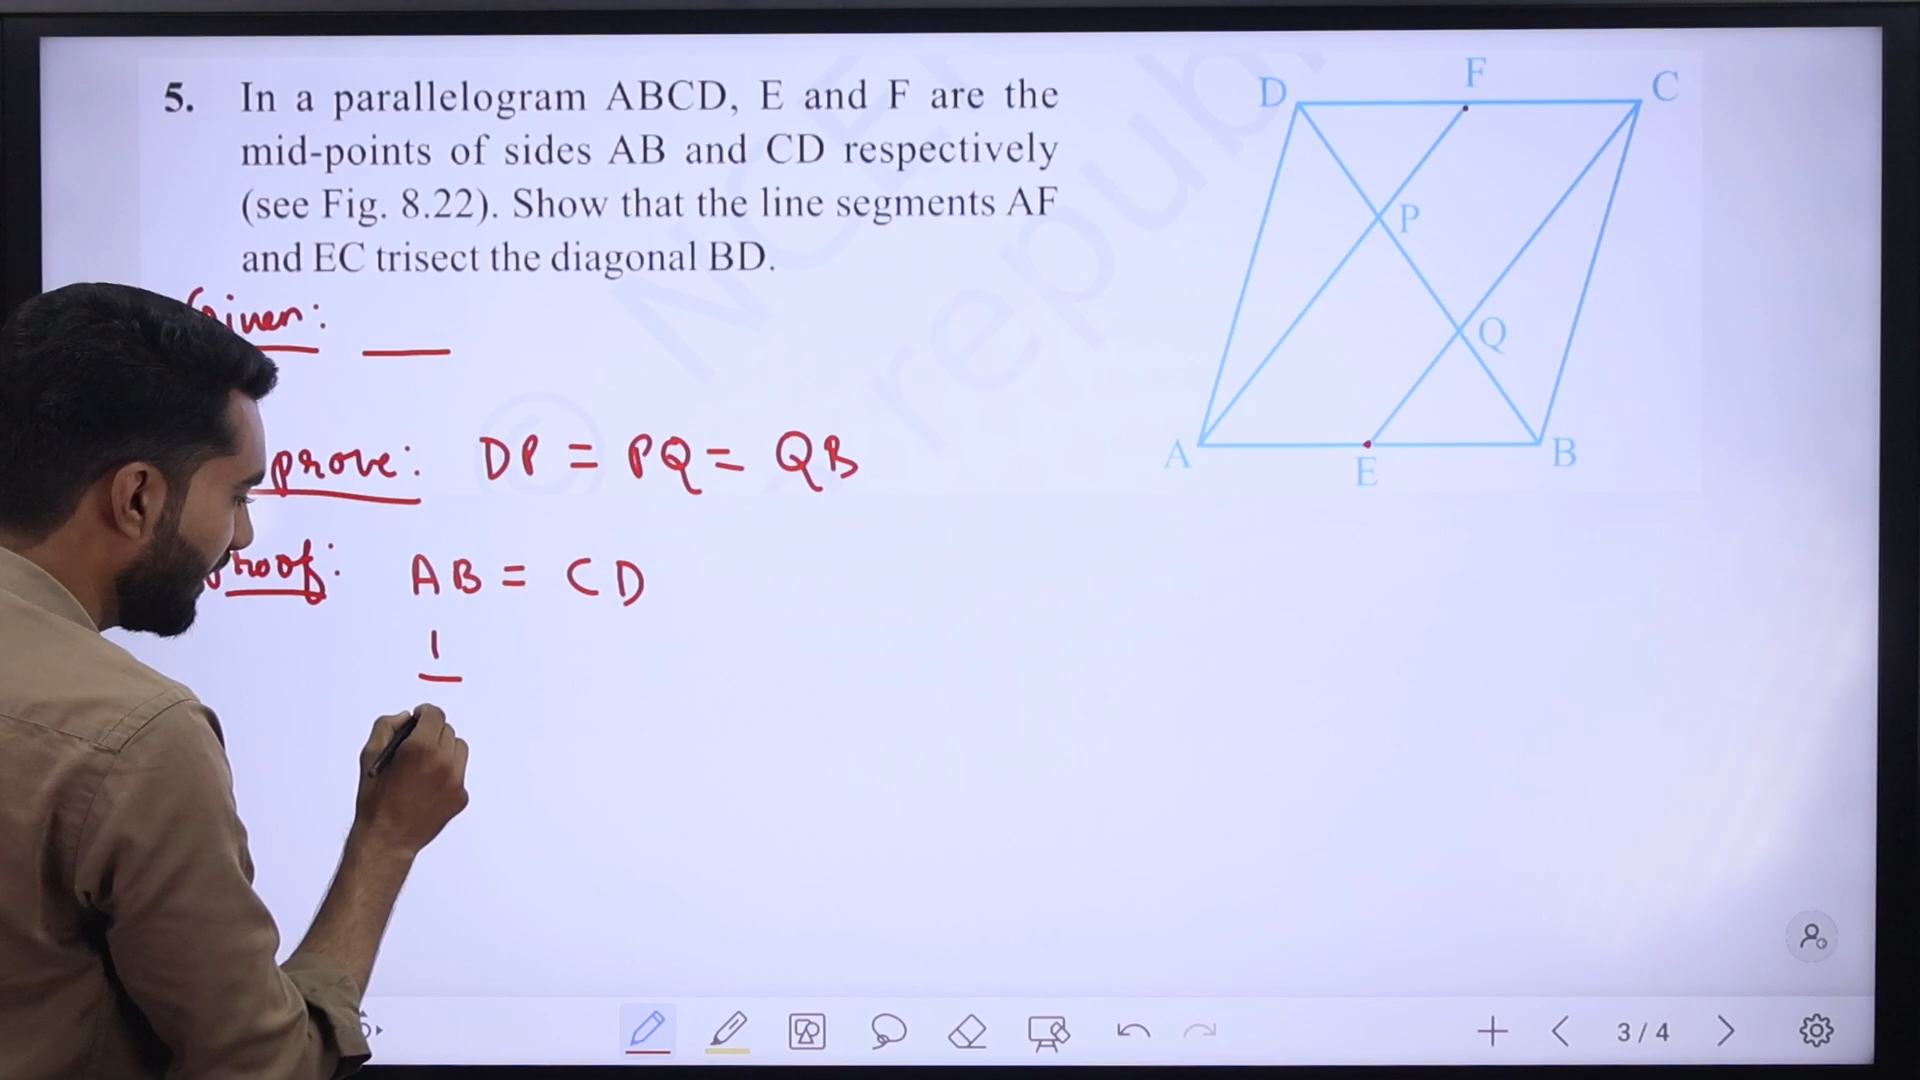 5. In a parallelogram ABCD, E and F are the
mid-points of sides AB and CD respectively
(see Fig. 8.22). Show that the line segments AF
and EC trisect the diagonal BD.
D F C
P
Q
A E B
Given:
prove: DP = PQ = QB
Proof: AB = CD
1
3 / 4